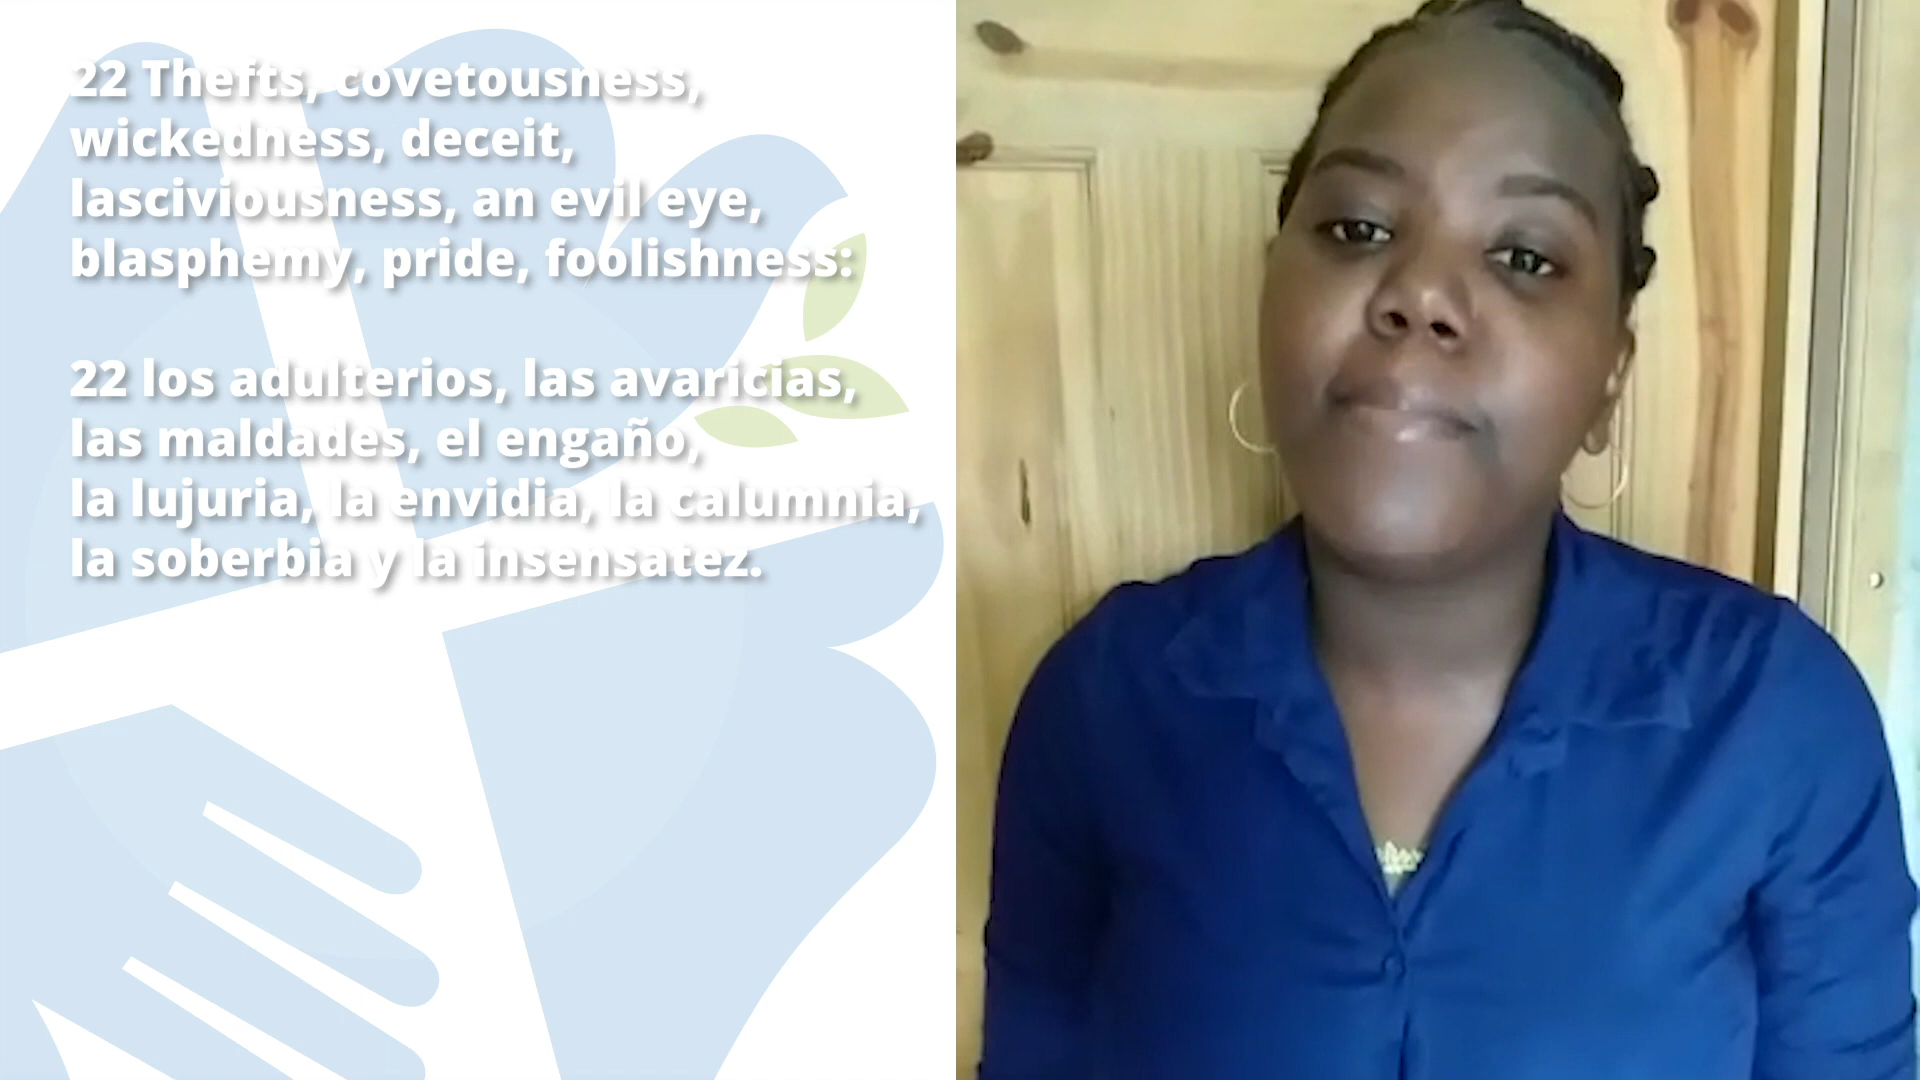 22 Thefts, covetousness,
wickedness, deceit,
lasciviousness, an evil eye,
blasphemy, pride, foolishness:
22 los adulterios, las avaricias,
las maldades, el engaño,
la lujuria, la envidia, la calumnia,
la soberbia y la insensatez.